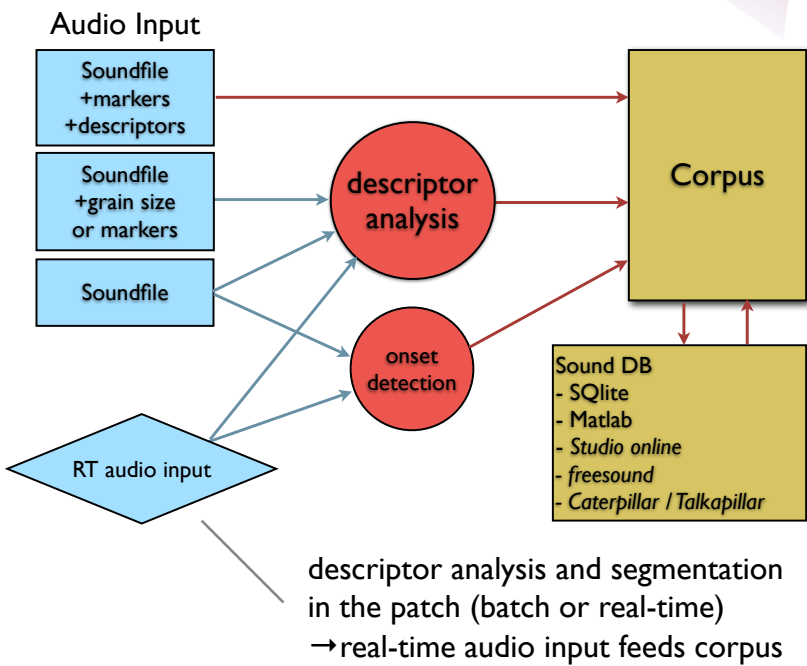 Audio Input
Soundfile
+markers
+descriptors
Soundfile
+grain size
or markers
Soundfile
RT audio input
descriptor
analysis
onset
detection
Corpus
Sound DB
- SQlite
- Matlab
- Studio online
- freesound
- Caterpillar / Talkapillar
descriptor analysis and segmentation
in the patch (batch or real-time)
→real-time audio input feeds corpus